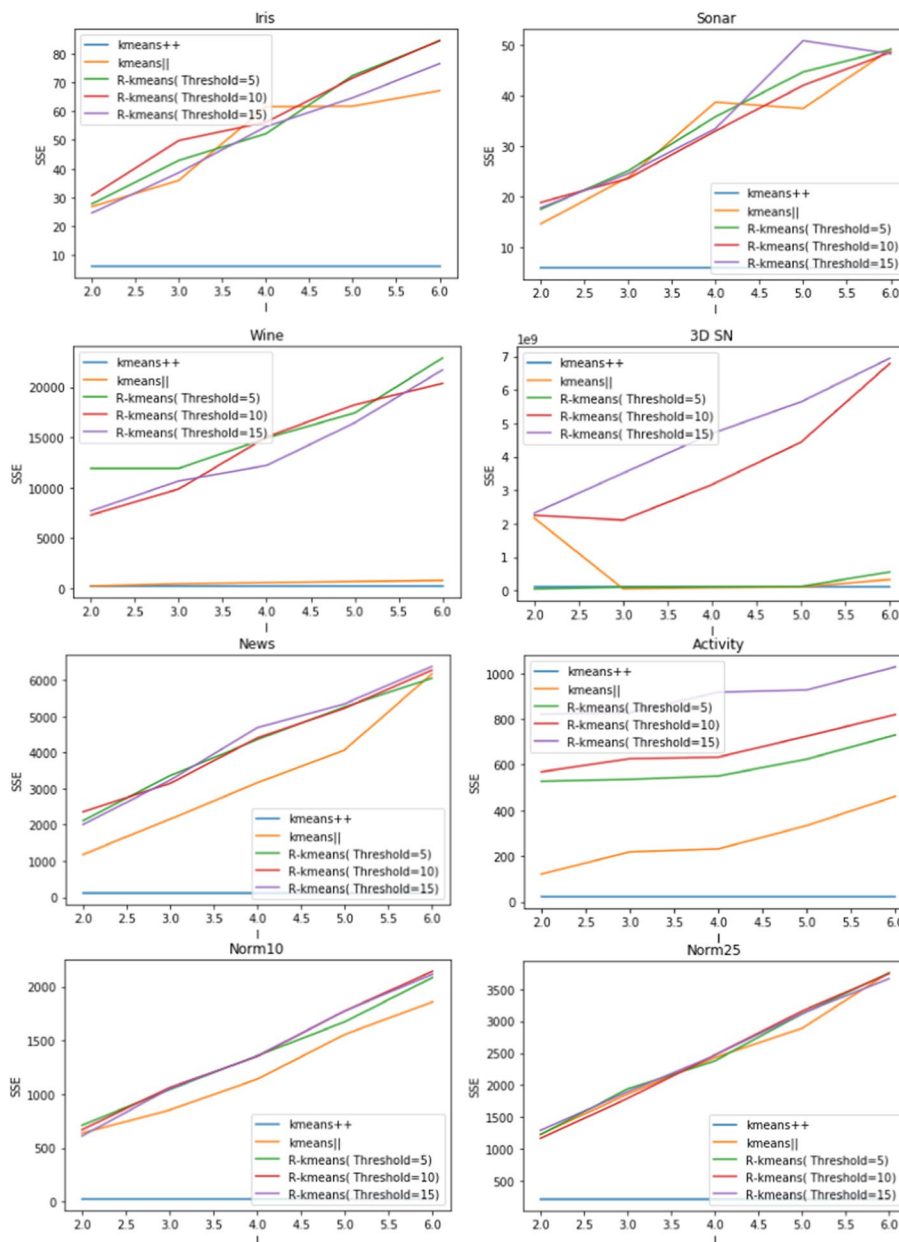 Iris
kmeans++
kmeans||
R-kmeans( Threshold=5)
R-kmeans( Threshold=10)
R-kmeans( Threshold=15)
80
70
60
50
40
30
20
10
SSE
2.0 2.5 3.0 3.5 4.0 4.5 5.0 5.5 6.0
l
Sonar
kmeans++
kmeans||
R-kmeans( Threshold=5)
R-kmeans( Threshold=10)
R-kmeans( Threshold=15)
50
40
30
20
10
SSE
2.0 2.5 3.0 3.5 4.0 4.5 5.0 5.5 6.0
l
Wine
kmeans++
kmeans||
R-kmeans( Threshold=5)
R-kmeans( Threshold=10)
R-kmeans( Threshold=15)
20000
15000
10000
5000
0
SSE
2.0 2.5 3.0 3.5 4.0 4.5 5.0 5.5 6.0
l
3D SN
1e9
kmeans++
kmeans||
R-kmeans( Threshold=5)
R-kmeans( Threshold=10)
R-kmeans( Threshold=15)
7
6
5
4
3
2
1
0
SSE
2.0 2.5 3.0 3.5 4.0 4.5 5.0 5.5 6.0
l
News
6000
5000
4000
3000
2000
1000
0
SSE
kmeans++
kmeans||
R-kmeans( Threshold=5)
R-kmeans( Threshold=10)
R-kmeans( Threshold=15)
2.0 2.5 3.0 3.5 4.0 4.5 5.0 5.5 6.0
l
Activity
kmeans++
kmeans||
R-kmeans( Threshold=5)
R-kmeans( Threshold=10)
R-kmeans( Threshold=15)
1000
800
600
400
200
0
SSE
2.0 2.5 3.0 3.5 4.0 4.5 5.0 5.5 6.0
l
Norm10
2000
1500
1000
500
0
SSE
kmeans++
kmeans||
R-kmeans( Threshold=5)
R-kmeans( Threshold=10)
R-kmeans( Threshold=15)
2.0 2.5 3.0 3.5 4.0 4.5 5.0 5.5 6.0
l
Norm25
3500
3000
2500
2000
1500
1000
500
SSE
kmeans++
kmeans||
R-kmeans( Threshold=5)
R-kmeans( Threshold=10)
R-kmeans( Threshold=15)
2.0 2.5 3.0 3.5 4.0 4.5 5.0 5.5 6.0
l